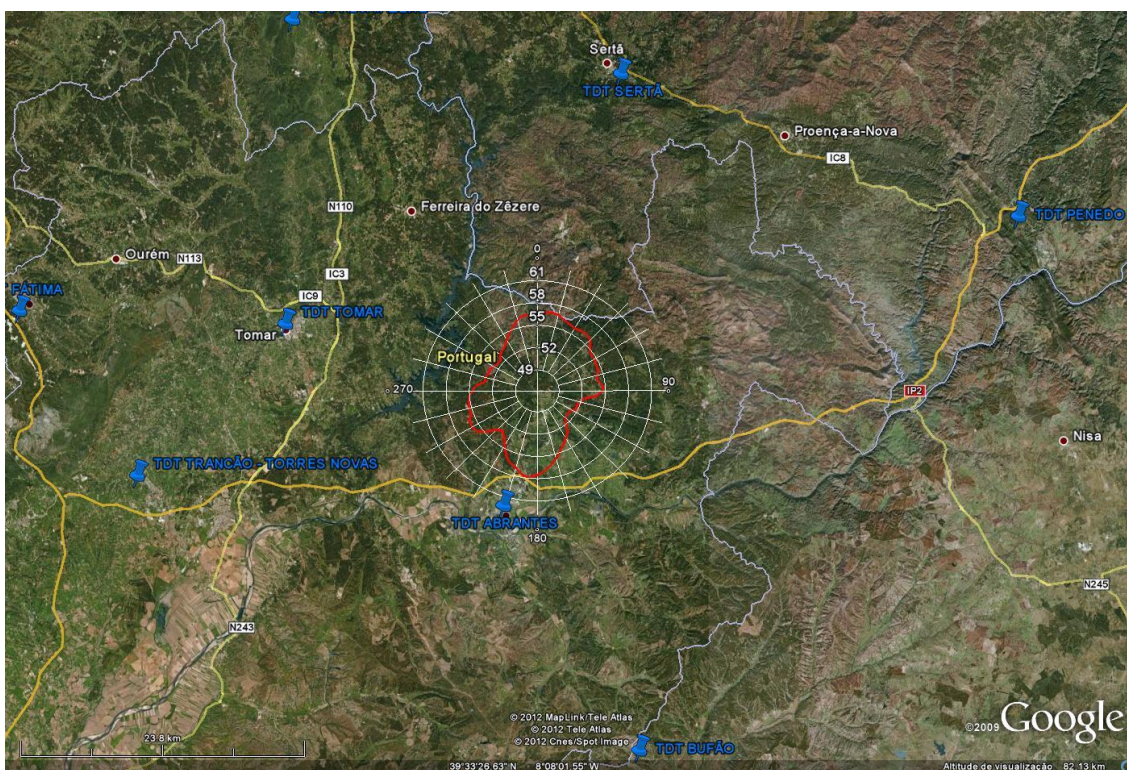 Sertã
TDT SERTÃ
Proença-a-Nova
IC8
N110
Ferreira do Zêzere
TDT PENEDO
Ourém
N113
0
61
58
55
52
49
IC3
IC9
FÁTIMA
TDT TOMAR
Tomar
Portugal
270
90
IP2
Nisa
TDT TRANCÃO - TORRES NOVAS
TDT ABRANTES
180
N245
N243
© 2012 MapLink/Tele Atlas
© 2012 Tele Atlas
© 2012 Cnes/Spot Image
©2009 Google
23.8 km
TDT BUFÃO
39°33'26.63" N 8°08'01.55" W
Altitude de visualização 82.13 km